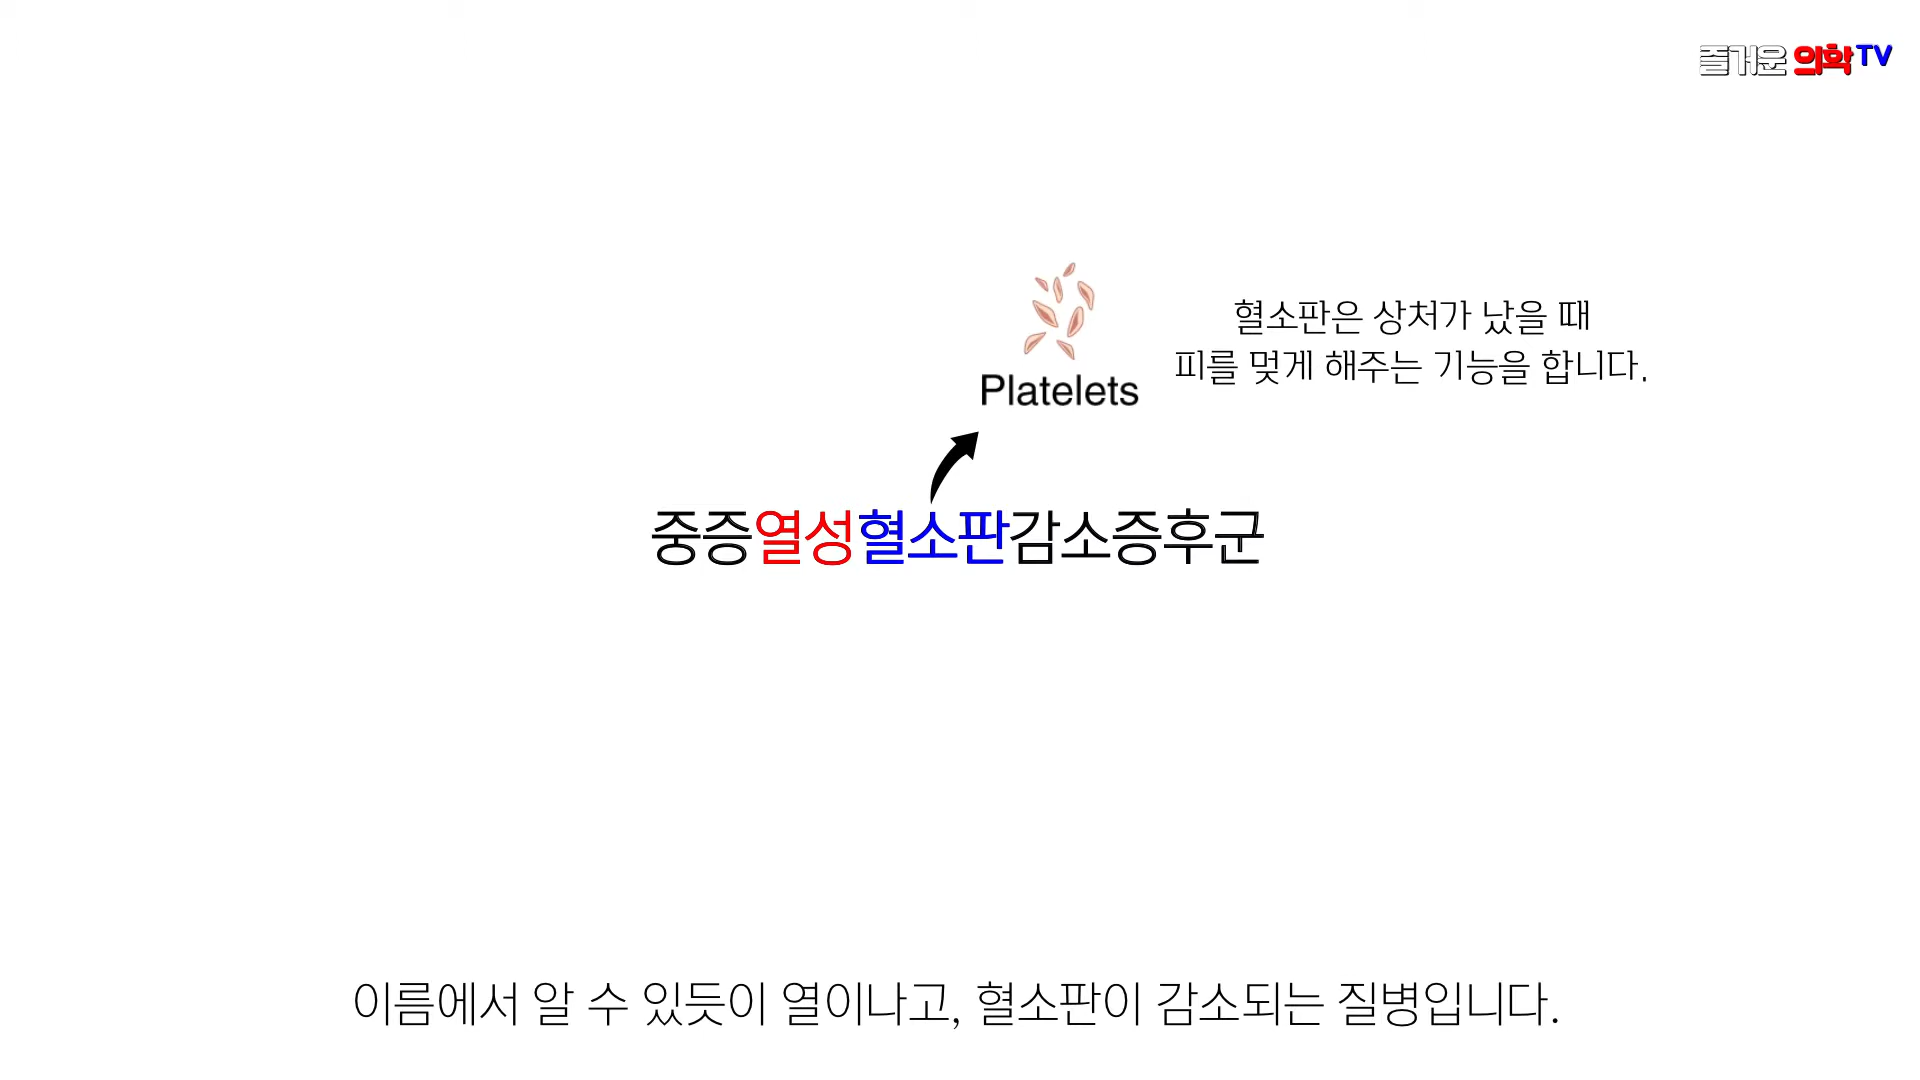 즐거운 의학TV
혈소판은 상처가 났을 때
피를 멎게 해주는 기능을 합니다.
Platelets
중증열성혈소판감소증후군
이름에서 알 수 있듯이 열이나고, 혈소판이 감소되는 질병입니다.